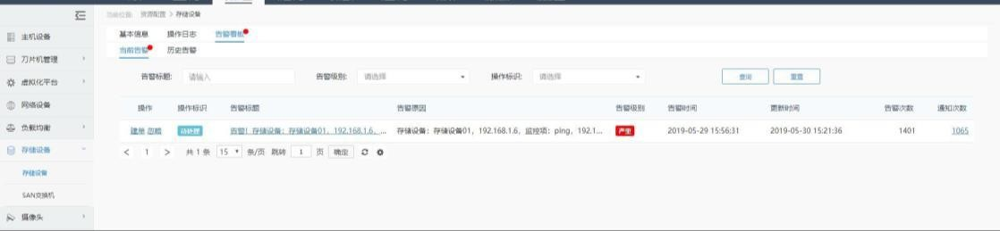 当前位置: 资源配置 > 存储设备
主机设备
基本信息 操作日志 告警看板
当前告警 历史告警
刀片机管理
告警标题: 请输入 告警级别: 请选择 操作标识: 请选择 查询 重置
虚拟化平台
网络设备
操作 操作标识 告警标题 告警原因 告警级别 告警时间 更新时间 告警次数 通知次数
负载均衡
建单 忽略 待处理 告警! 存储设备: 存储设备01, 192.168.1.6, ... 存储设备: 存储设备01, 192.168.1.6, 监控项: ping, 192.1... 严重 2019-05-29 15:56:31 2019-05-30 15:21:36 1401 1065
存储设备
< 1 > 共 1 条 15 条/页 跳转 1 页 确定
存储设备
SAN交换机
摄像头